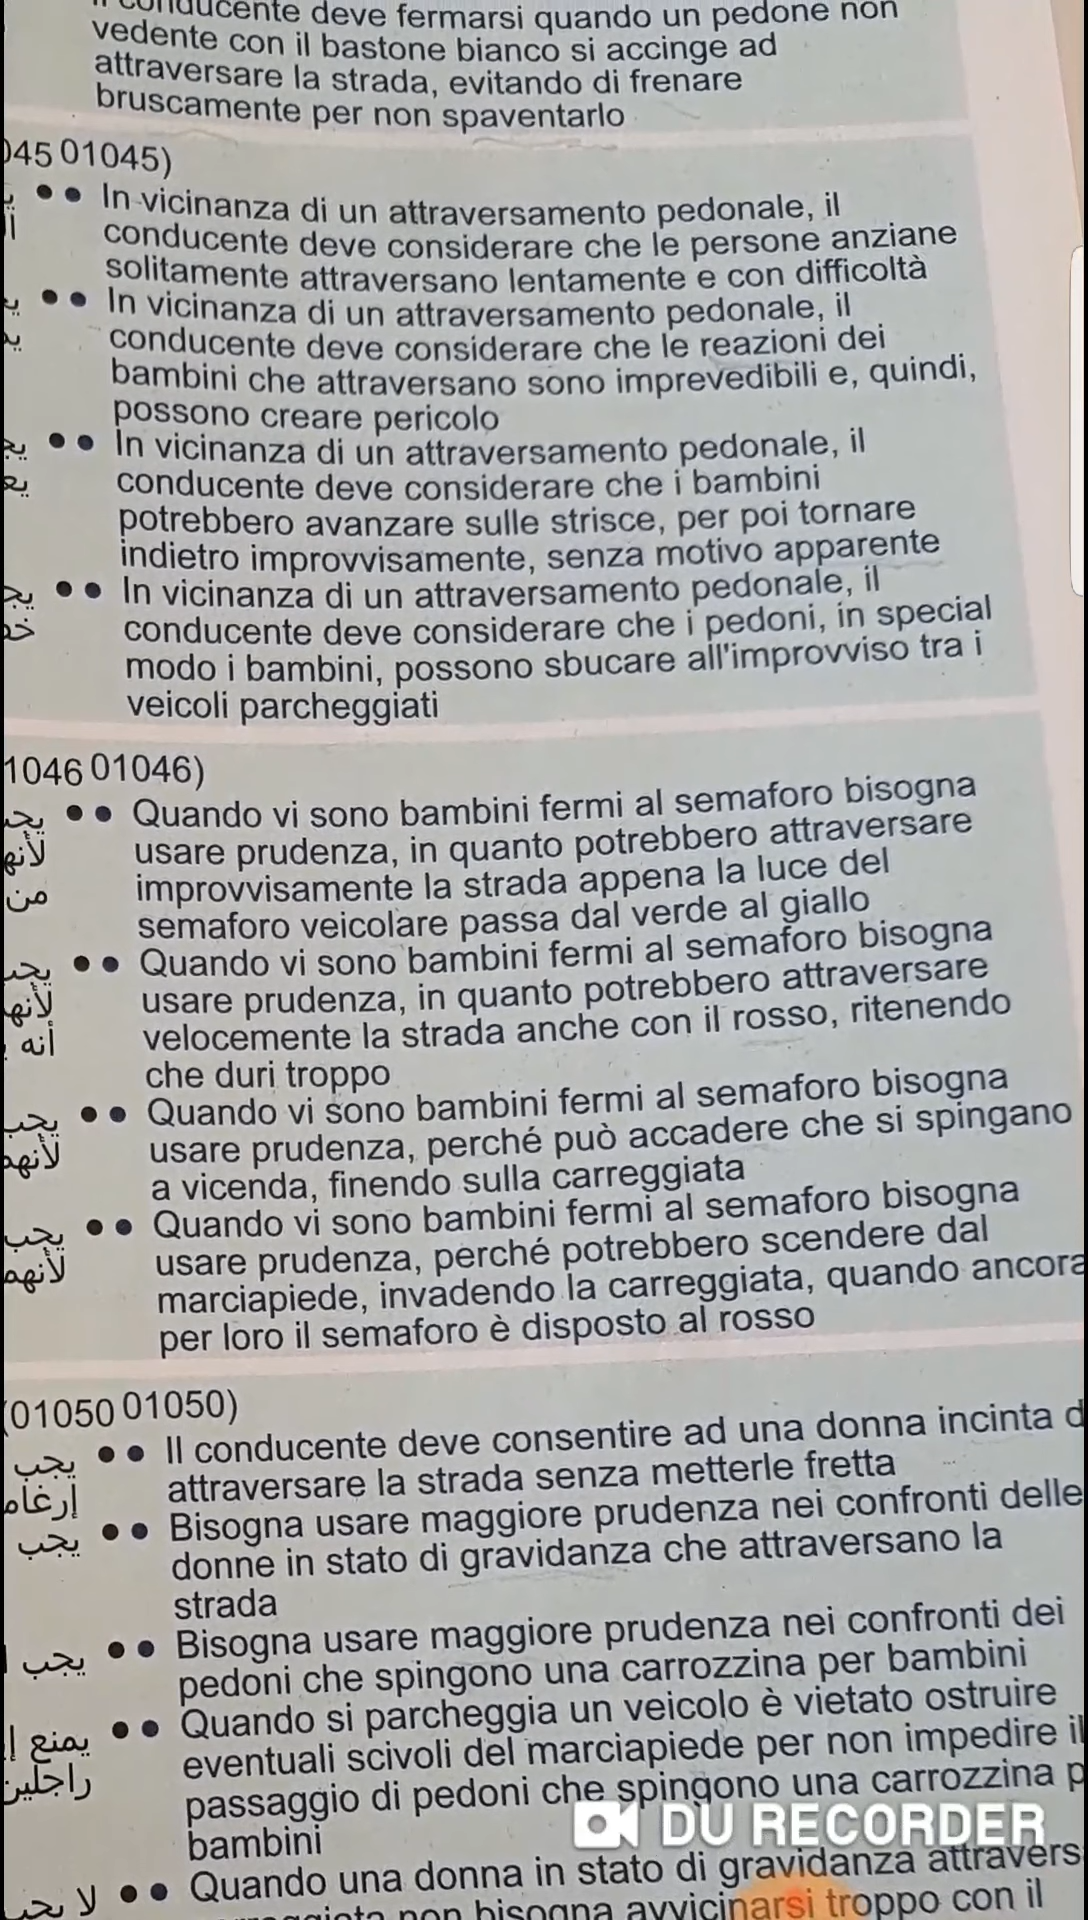 conducente deve fermarsi quando un pedone non
vedente con il bastone bianco si accinge ad
attraversare la strada, evitando di frenare
bruscamente per non spaventarlo
045 01045)
•• In vicinanza di un attraversamento pedonale, il
conducente deve considerare che le persone anziane
solitamente attraversano lentamente e con difficoltà
•• In vicinanza di un attraversamento pedonale, il
conducente deve considerare che le reazioni dei
bambini che attraversano sono imprevedibili e, quindi,
possono creare pericolo
•• In vicinanza di un attraversamento pedonale, il
conducente deve considerare che i bambini
potrebbero avanzare sulle strisce, per poi tornare
indietro improvvisamente, senza motivo apparente
•• In vicinanza di un attraversamento pedonale, il
conducente deve considerare che i pedoni, in special
modo i bambini, possono sbucare all'improvviso tra i
veicoli parcheggiati
1046 01046)
•• Quando vi sono bambini fermi al semaforo bisogna
usare prudenza, in quanto potrebbero attraversare
من improvvisamente la strada appena la luce del
semaforo veicolare passa dal verde al giallo
•• Quando vi sono bambini fermi al semaforo bisogna
usare prudenza, in quanto potrebbero attraversare
أنه velocemente la strada anche con il rosso, ritenendo
che duri troppo
يجب •• Quando vi sono bambini fermi al semaforo bisogna
usare prudenza, perché può accadere che si spingano
a vicenda, finendo sulla carreggiata
يجب •• Quando vi sono bambini fermi al semaforo bisogna
usare prudenza, perché potrebbero scendere dal
marciapiede, invadendo la carreggiata, quando ancora
per loro il semaforo è disposto al rosso
(01050 01050)
يجب •• Il conducente deve consentire ad una donna incinta d
attraversare la strada senza metterle fretta
يجب •• Bisogna usare maggiore prudenza nei confronti delle
donne in stato di gravidanza che attraversano la
strada
يجب •• Bisogna usare maggiore prudenza nei confronti dei
pedoni che spingono una carrozzina per bambini
يمنع •• Quando si parcheggia un veicolo è vietato ostruire
راجلين eventuali scivoli del marciapiede per non impedire il
passaggio di pedoni che spingono una carrozzina p
bambini
DU RECORDER
لا يجب •• Quando una donna in stato di gravidanza attravers
non bisogna avvicinarsi troppo con il